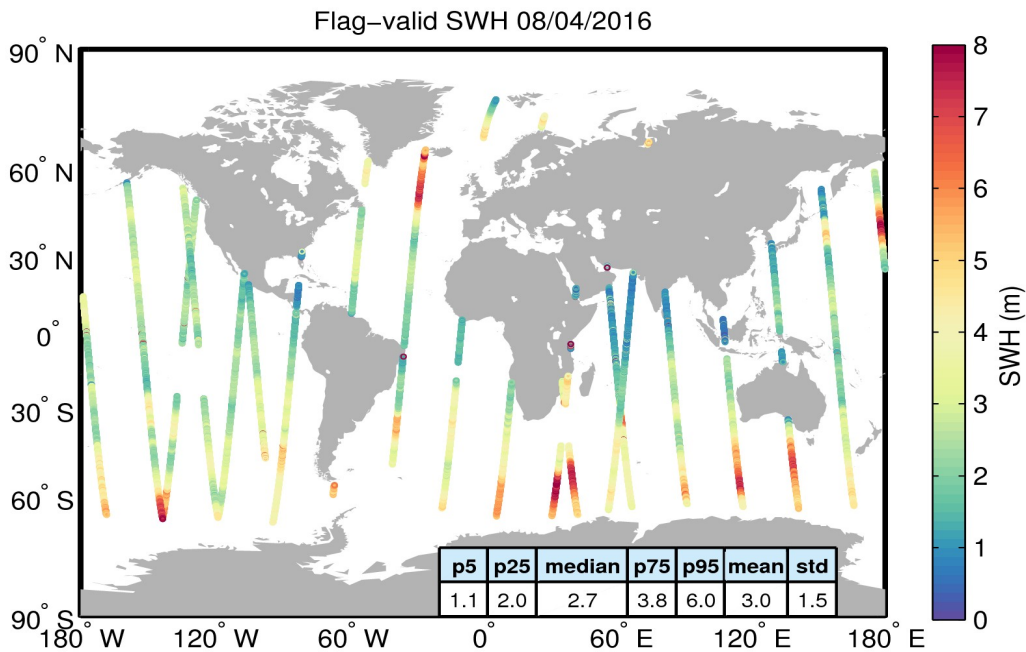 Flag−valid SWH 08/04/2016
90° N
60° N
30° N
0°
30° S
60° S
90° S
180° W
120° W
60° W
0°
60° E
120° E
180° E
p5 p25 median p75 p95 mean std
1.1 2.0 2.7 3.8 6.0 3.0 1.5
8
7
6
5
4
3
2
1
0
SWH (m)